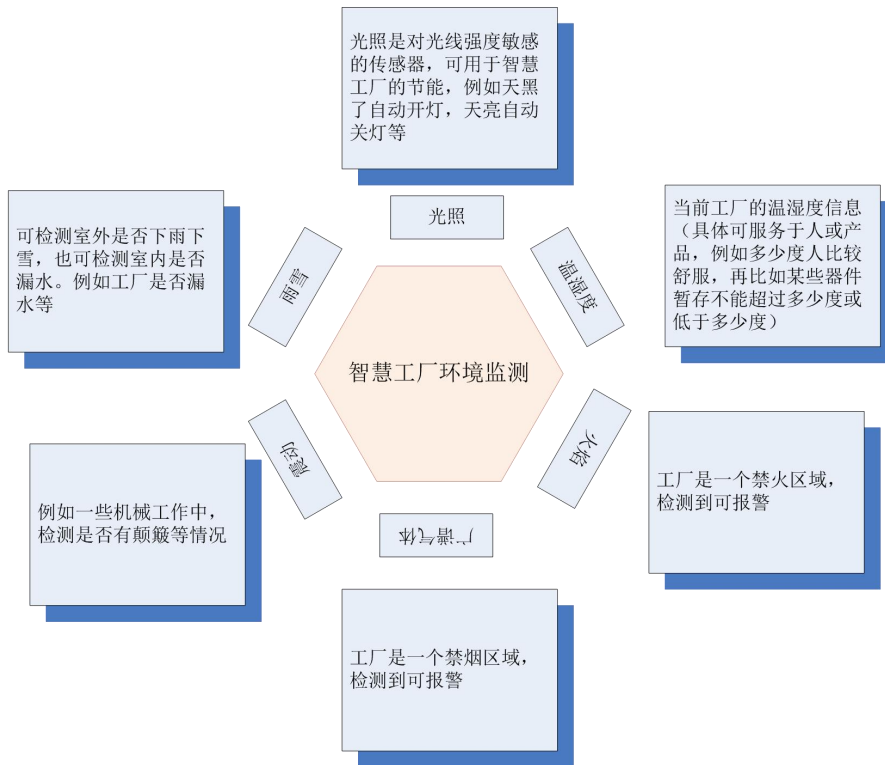 光照是对光线强度敏感
的传感器，可用于智慧
工厂的节能，例如天黑
了自动开灯，天亮自动
关灯等
光照
当前工厂的温湿度信息
（具体可服务于人或产
品，例如多少度人比较
舒服，再比如某些器件
暂存不能超过多少度或
低于多少度）
温湿度
可检测室外是否下雨下
雪，也可检测室内是否
漏水。例如工厂是否漏
水等
雨雪
智慧工厂环境监测
震动
火焰
例如一些机械工作中，
检测是否有颠簸等情况
工厂是一个禁火区域，
检测到可报警
广谱气体
工厂是一个禁烟区域，
检测到可报警